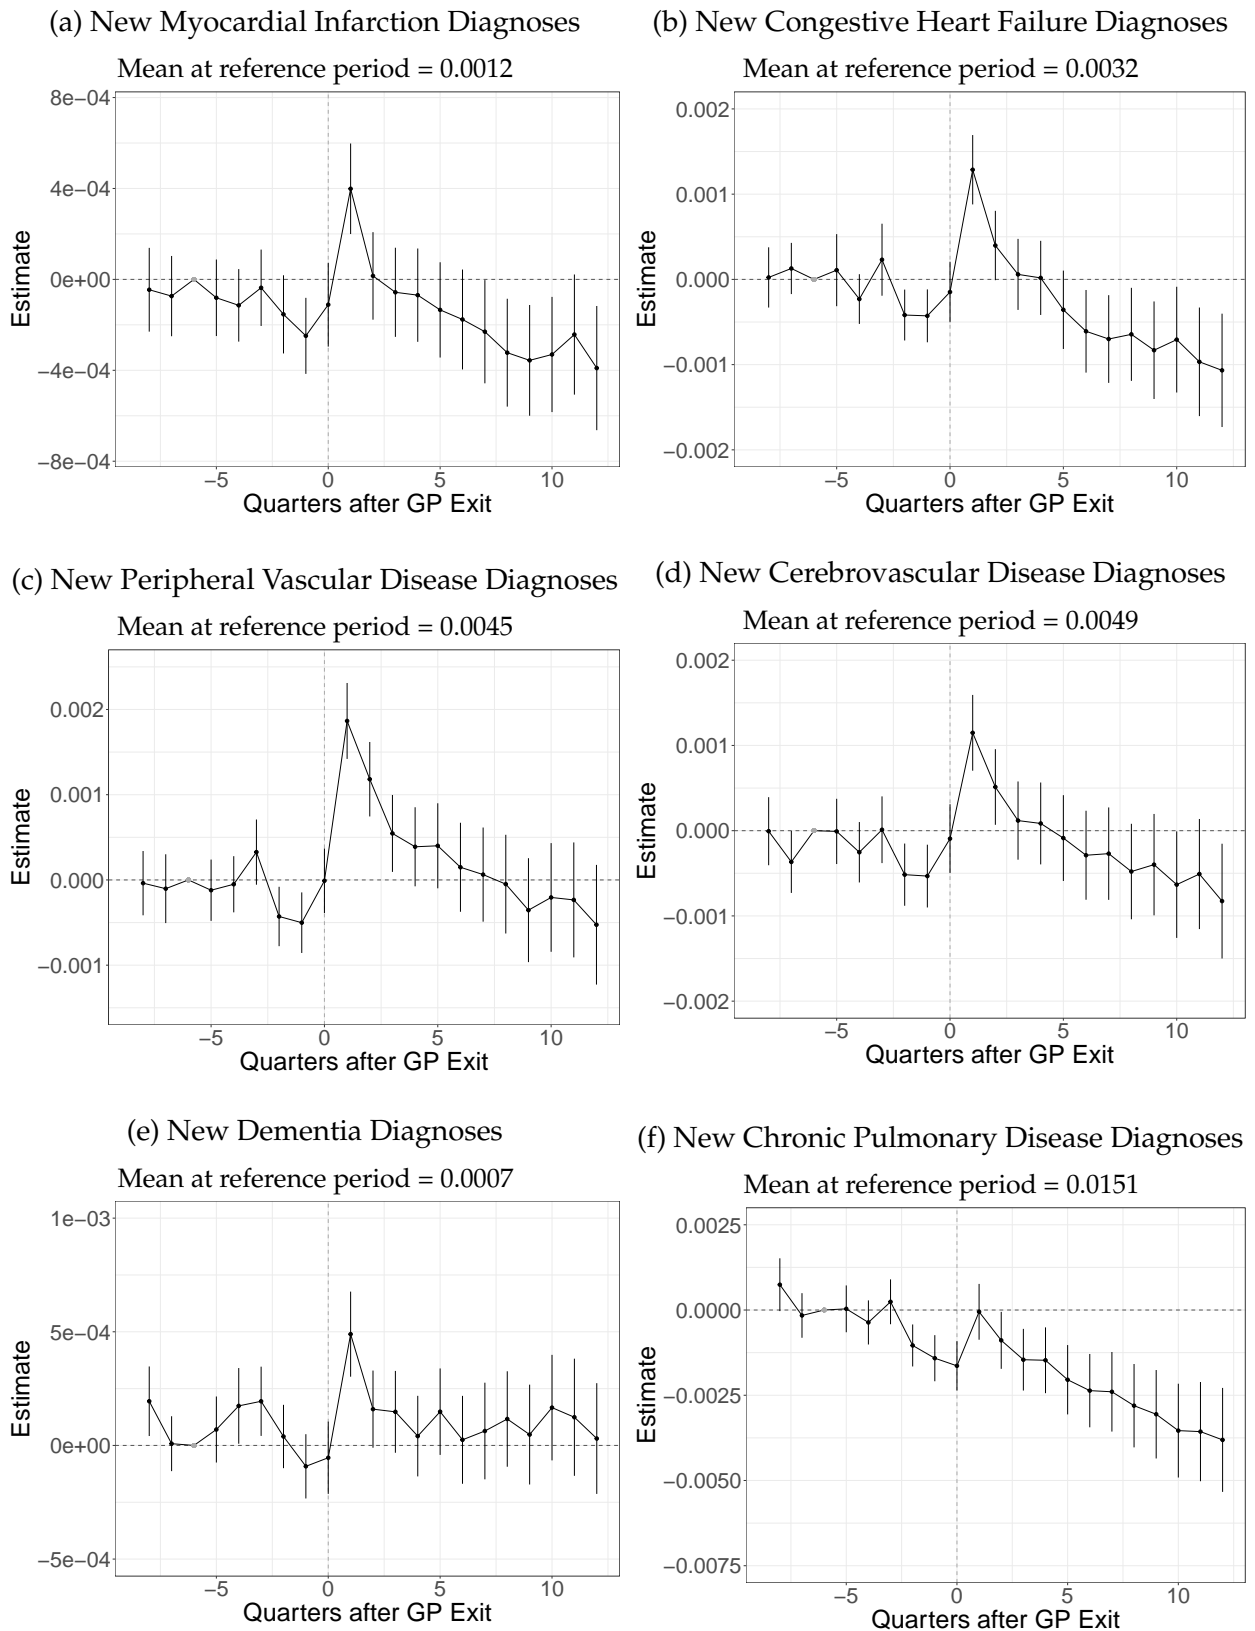 (a) New Myocardial Infarction Diagnoses
Mean at reference period = 0.0012
8e−04
4e−04
0e+00
−4e−04
−8e−04
Estimate
−5 0 5 10
Quarters after GP Exit
(b) New Congestive Heart Failure Diagnoses
Mean at reference period = 0.0032
0.002
0.001
0.000
−0.001
−0.002
Estimate
−5 0 5 10
Quarters after GP Exit
(c) New Peripheral Vascular Disease Diagnoses
Mean at reference period = 0.0045
0.002
0.001
0.000
−0.001
Estimate
−5 0 5 10
Quarters after GP Exit
(d) New Cerebrovascular Disease Diagnoses
Mean at reference period = 0.0049
0.002
0.001
0.000
−0.001
−0.002
Estimate
−5 0 5 10
Quarters after GP Exit
(e) New Dementia Diagnoses
Mean at reference period = 0.0007
1e−03
5e−04
0e+00
−5e−04
Estimate
−5 0 5 10
Quarters after GP Exit
(f) New Chronic Pulmonary Disease Diagnoses
Mean at reference period = 0.0151
0.0025
0.0000
−0.0025
−0.0050
−0.0075
Estimate
−5 0 5 10
Quarters after GP Exit